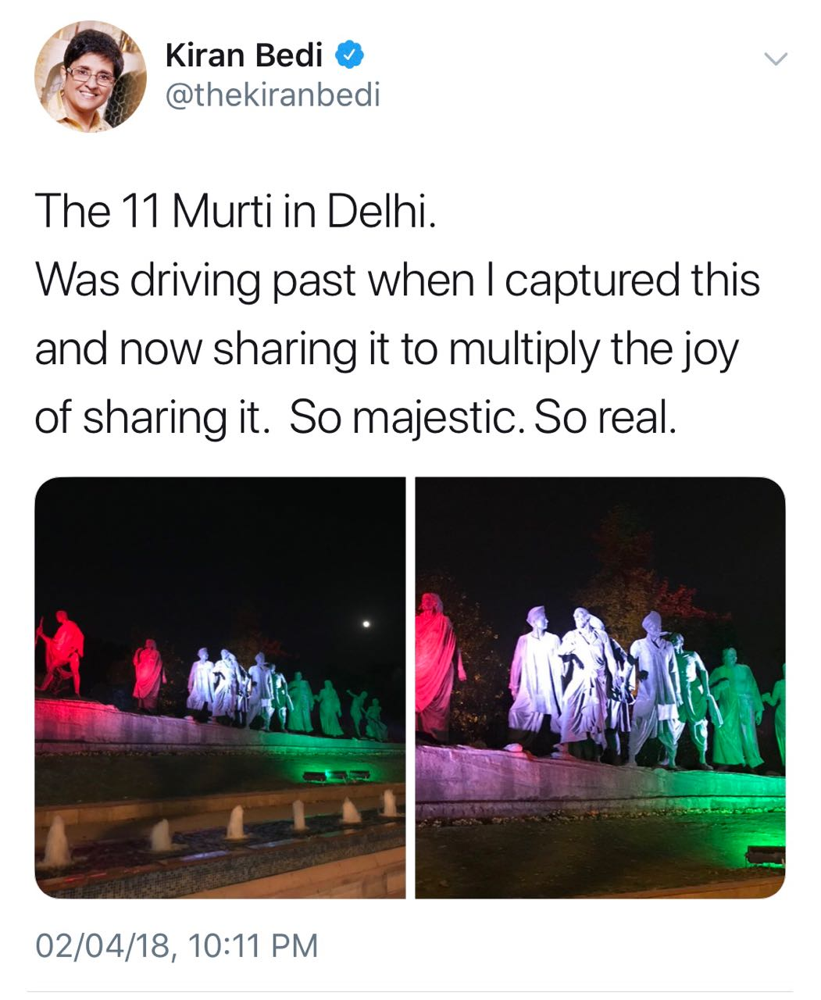 Kiran Bedi
@thekiranbedi
The 11 Murti in Delhi.
Was driving past when I captured this
and now sharing it to multiply the joy
of sharing it.  So majestic. So real.
02/04/18, 10:11 PM